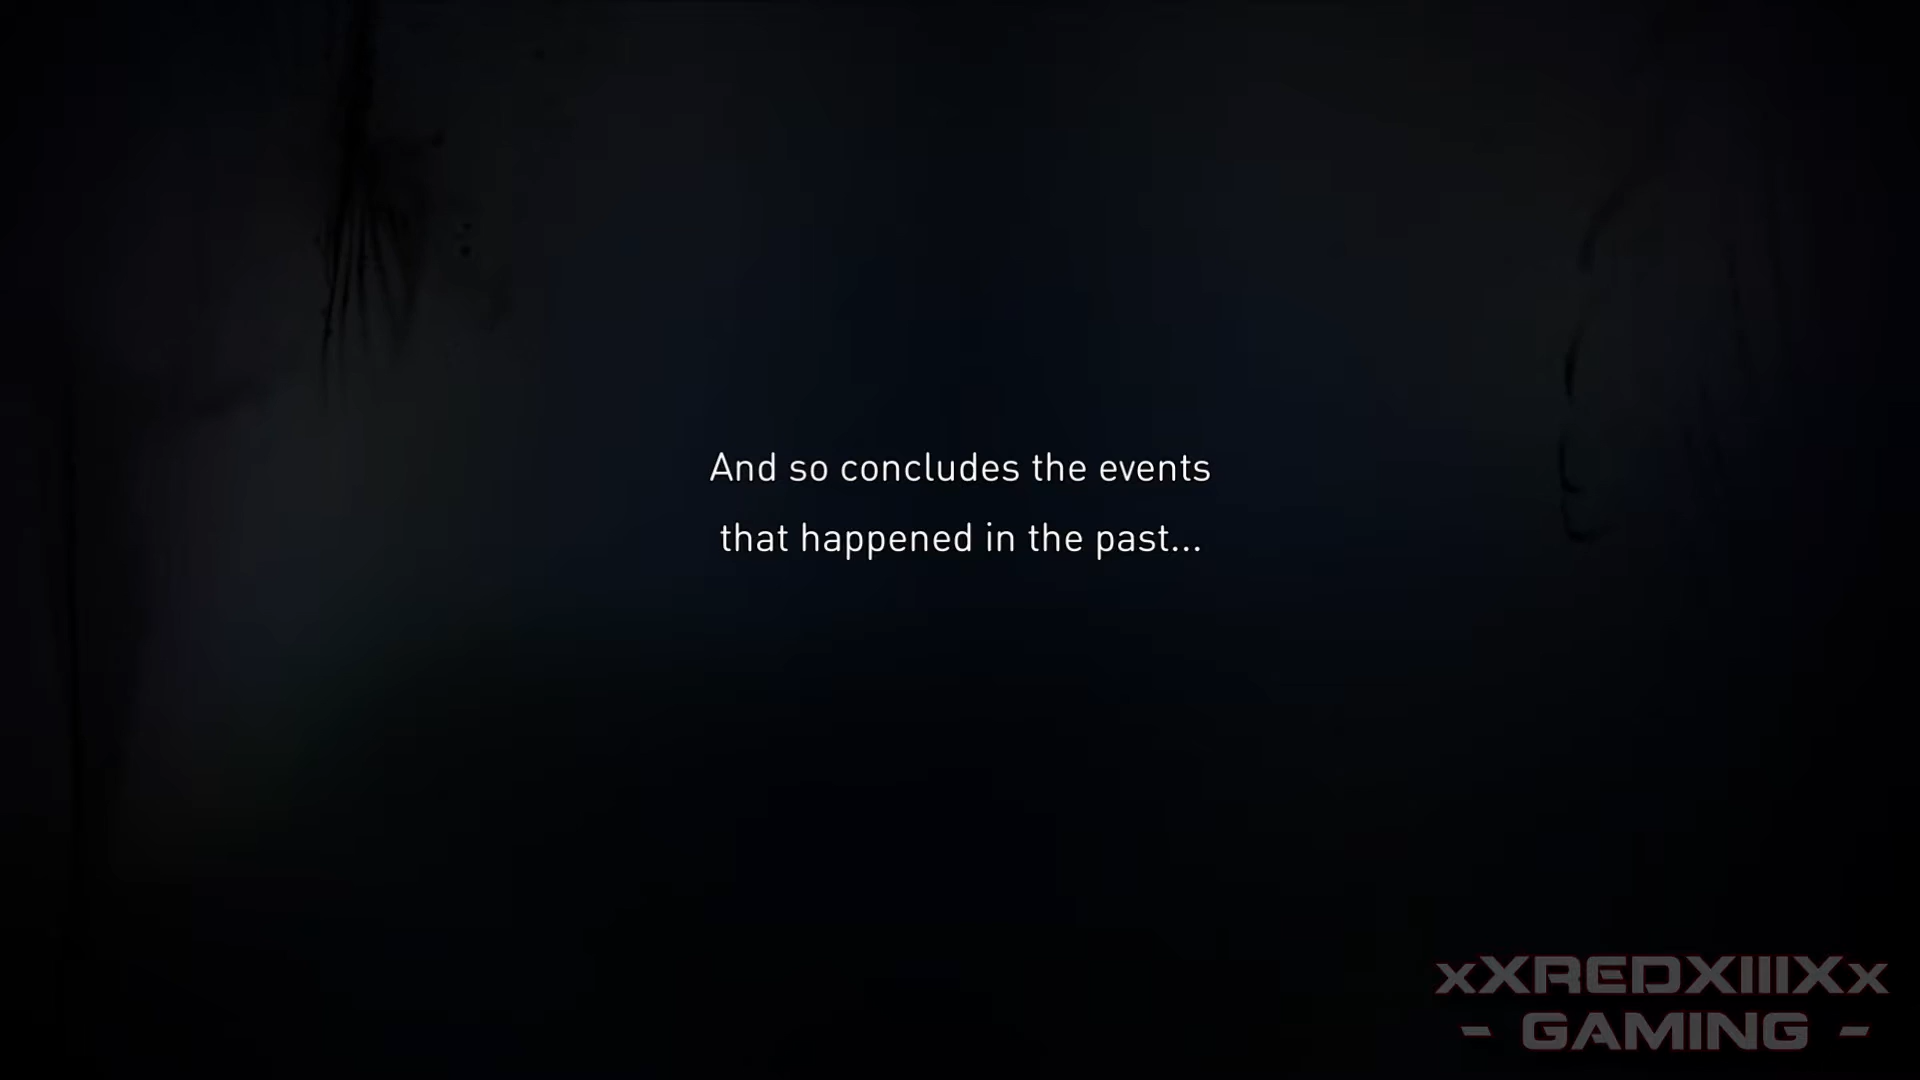 And so concludes the events
that happened in the past...
xXREDXIIIXx
- GAMING -